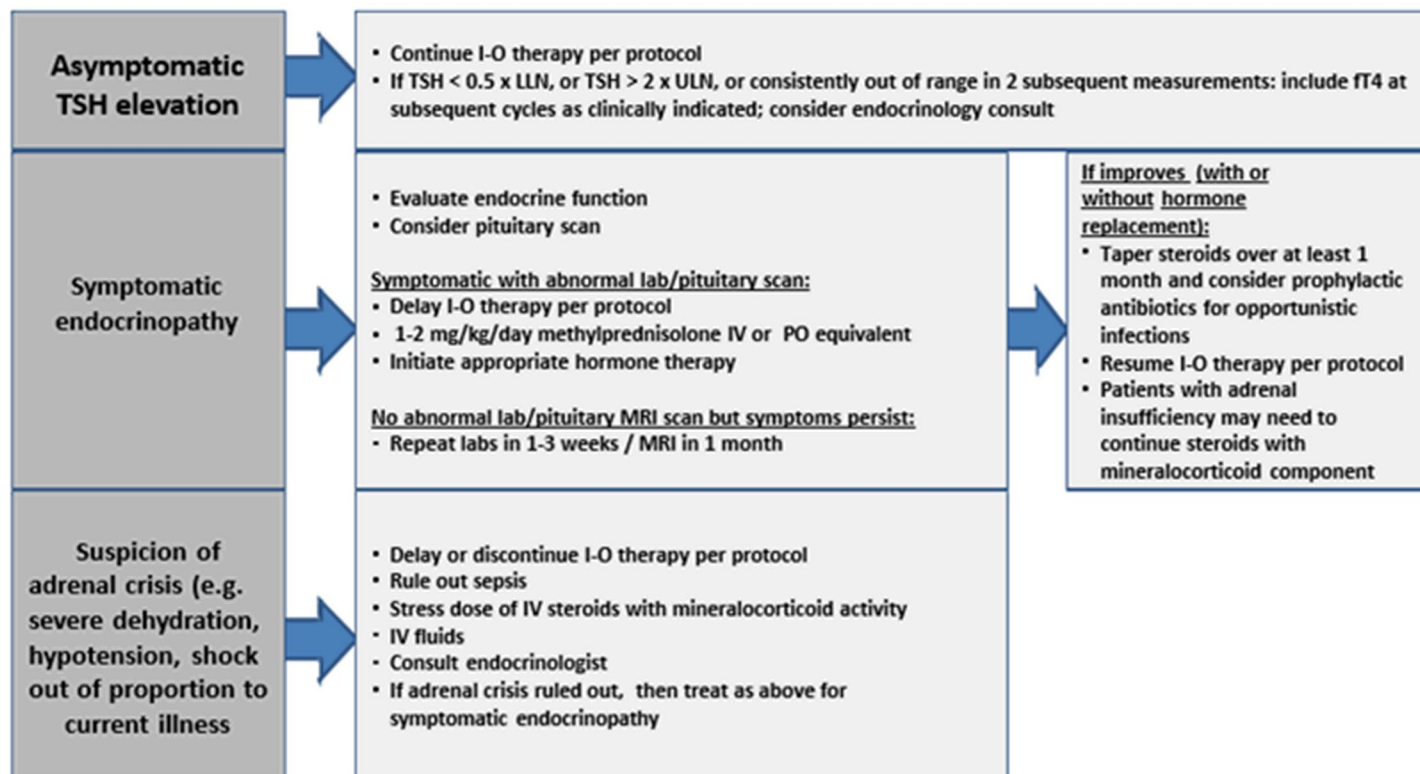 Asymptomatic
TSH elevation
▪ Continue I-O therapy per protocol
▪ If TSH < 0.5 x LLN, or TSH > 2 x ULN, or consistently out of range in 2 subsequent measurements: include fT4 at
subsequent cycles as clinically indicated; consider endocrinology consult
Symptomatic
endocrinopathy
▪ Evaluate endocrine function
▪ Consider pituitary scan
Symptomatic with abnormal lab/pituitary scan:
▪ Delay I-O therapy per protocol
▪ 1-2 mg/kg/day methylprednisolone IV or PO equivalent
▪ Initiate appropriate hormone therapy
No abnormal lab/pituitary MRI scan but symptoms persist:
▪ Repeat labs in 1-3 weeks / MRI in 1 month
If improves (with or
without hormone
replacement):
▪ Taper steroids over at least 1
month and consider prophylactic
antibiotics for opportunistic
infections
▪ Resume I-O therapy per protocol
▪ Patients with adrenal
insufficiency may need to
continue steroids with
mineralocorticoid component
Suspicion of
adrenal crisis (e.g.
severe dehydration,
hypotension, shock
out of proportion to
current illness
▪ Delay or discontinue I-O therapy per protocol
▪ Rule out sepsis
▪ Stress dose of IV steroids with mineralocorticoid activity
▪ IV fluids
▪ Consult endocrinologist
▪ If adrenal crisis ruled out, then treat as above for
symptomatic endocrinopathy